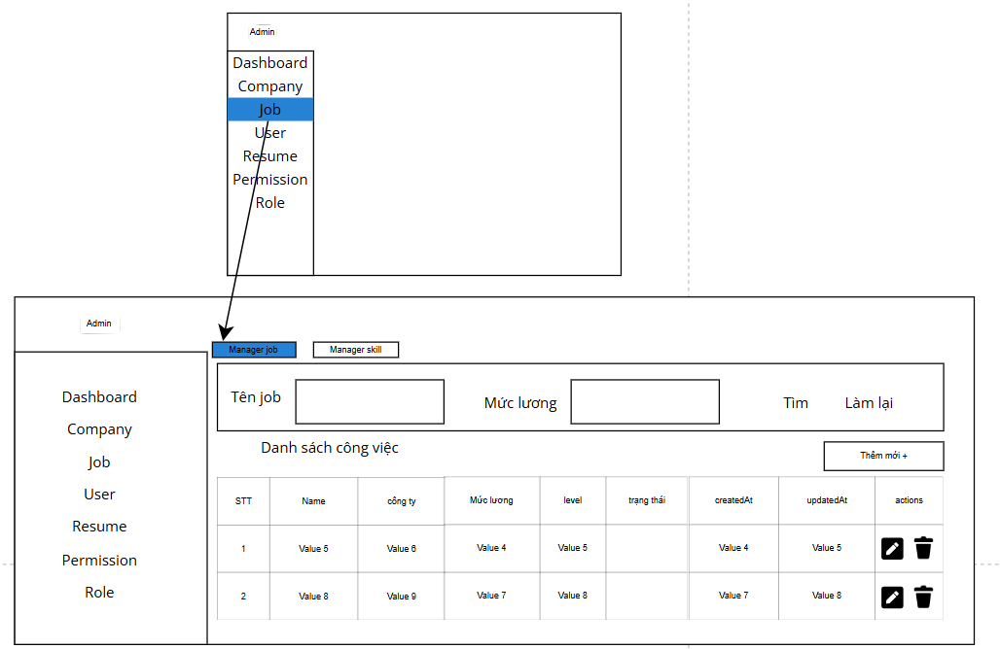 Admin
Dashboard
Company
Job
User
Resume
Permission
Role
Admin
Manager job
Manager skill
Dashboard
Company
Job
User
Resume
Permission
Role
Tên job
Mức lương
Tìm
Làm lại
Danh sách công việc
Thêm mới +
STT Name công ty Mức lương level trạng thái createdAt updatedAt actions
1 Value 5 Value 6 Value 4 Value 5 Value 4 Value 5
2 Value 8 Value 9 Value 7 Value 8 Value 7 Value 8